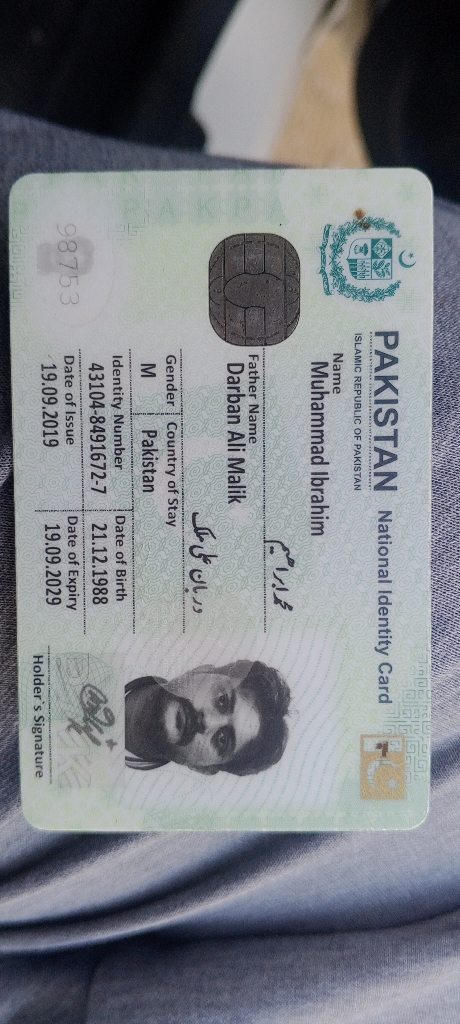 PAKISTAN National Identity Card
ISLAMIC REPUBLIC OF PAKISTAN
Name
Muhammad Ibrahim
محمد ابراہیم
Father Name
Darban Ali Malik
دربان علی ملک
Gender Country of Stay
M Pakistan
Identity Number Date of Birth
43104-8491672-7 21.12.1988
Date of Issue Date of Expiry
19.09.2019 19.09.2029
Holder's Signature
98753
PAKPA